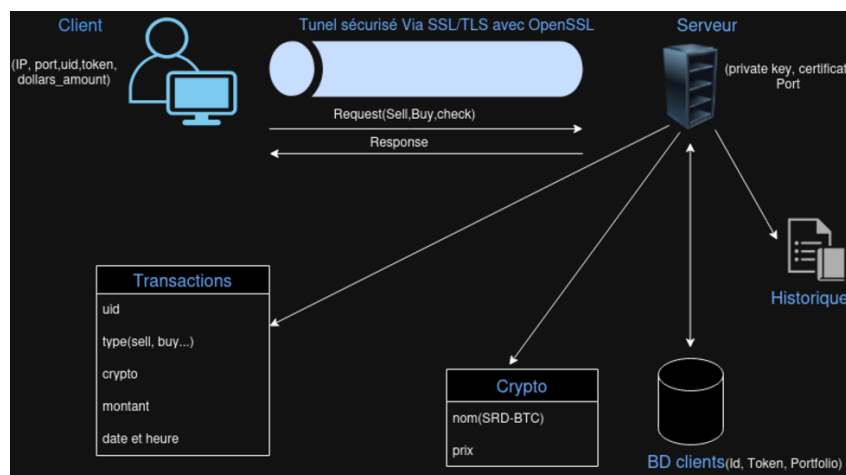 Client
Tunel sécurisé Via SSL/TLS avec OpenSSL
Serveur
(IP, port,uid,token,
dollars_amount)
(private key, certificat
Port
Request(Sell,Buy,check)
Response
Transactions
uid
type(sell, buy...)
crypto
montant
date et heure
Crypto
nom(SRD-BTC)
prix
Historique
BD clients(Id, Token, Portfolio)